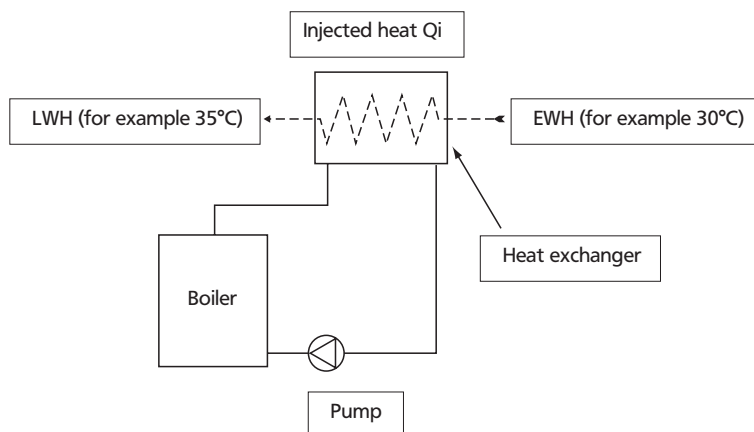 Injected heat Qi
LWH (for example 35°C)
EWH (for example 30°C)
Heat exchanger
Boiler
Pump